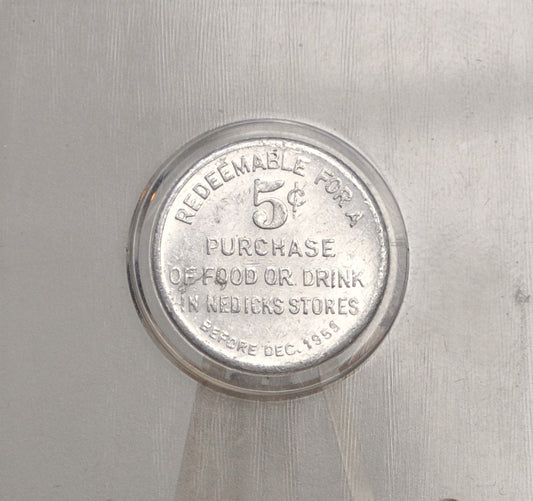 REDEEMABLE FOR A
5¢
PURCHASE
OF FOOD OR DRINK
IN NEDICKS STORES
BEFORE DEC. 1956